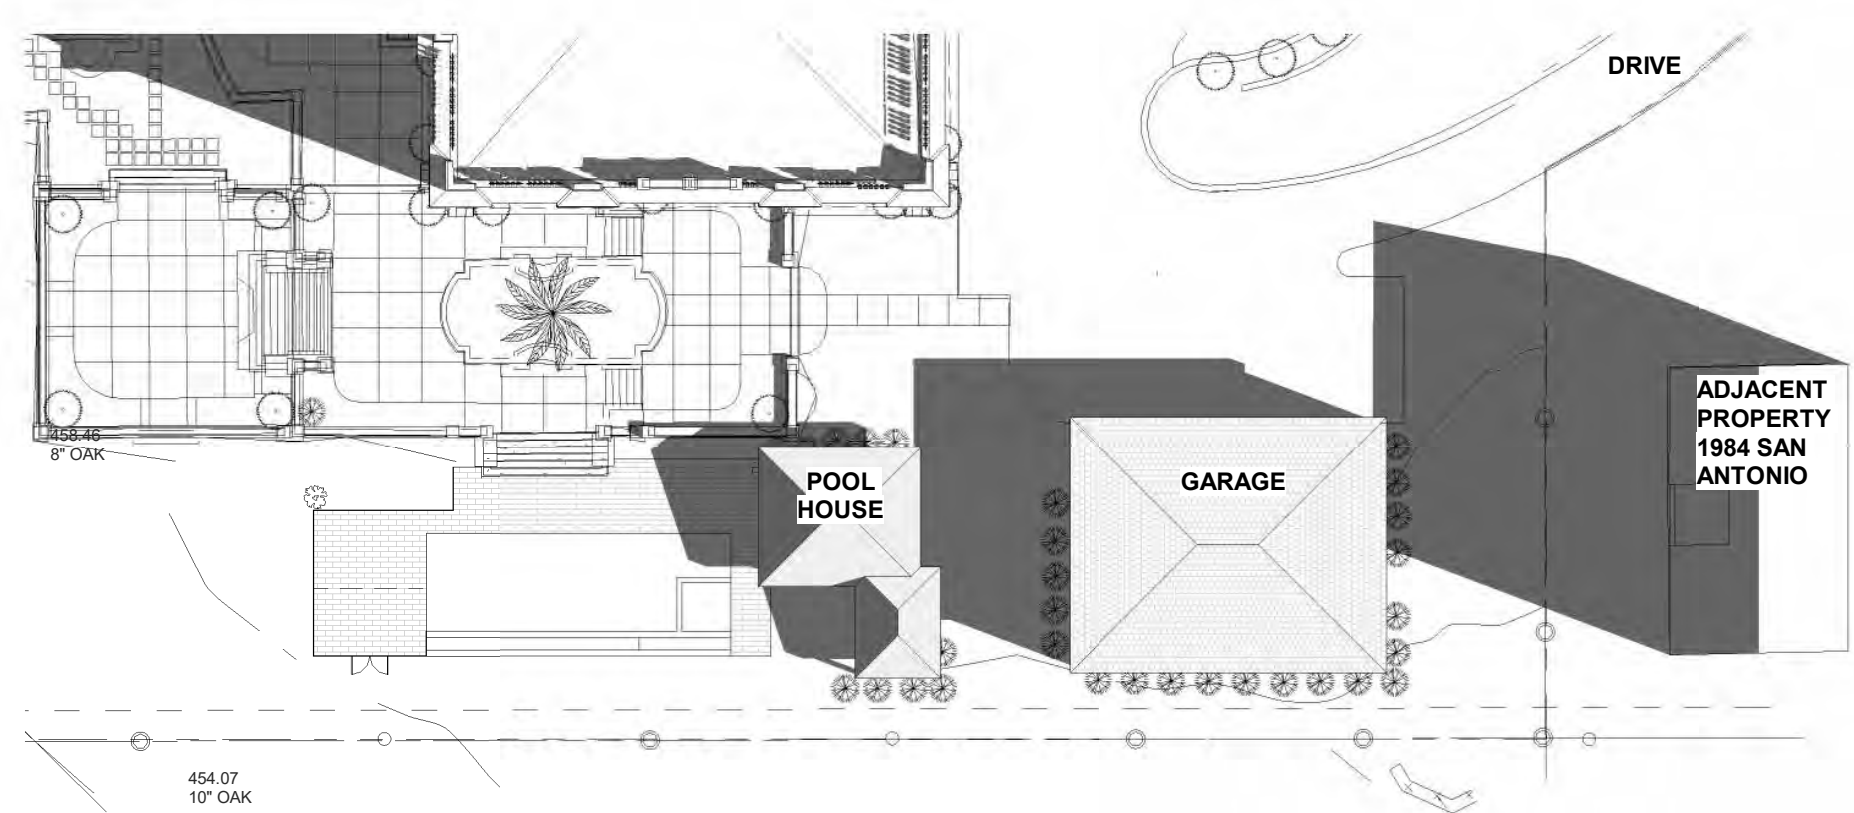 DRIVE
ADJACENT
PROPERTY
1984 SAN
ANTONIO
458.46
8" OAK
POOL
HOUSE
GARAGE
454.07
10" OAK